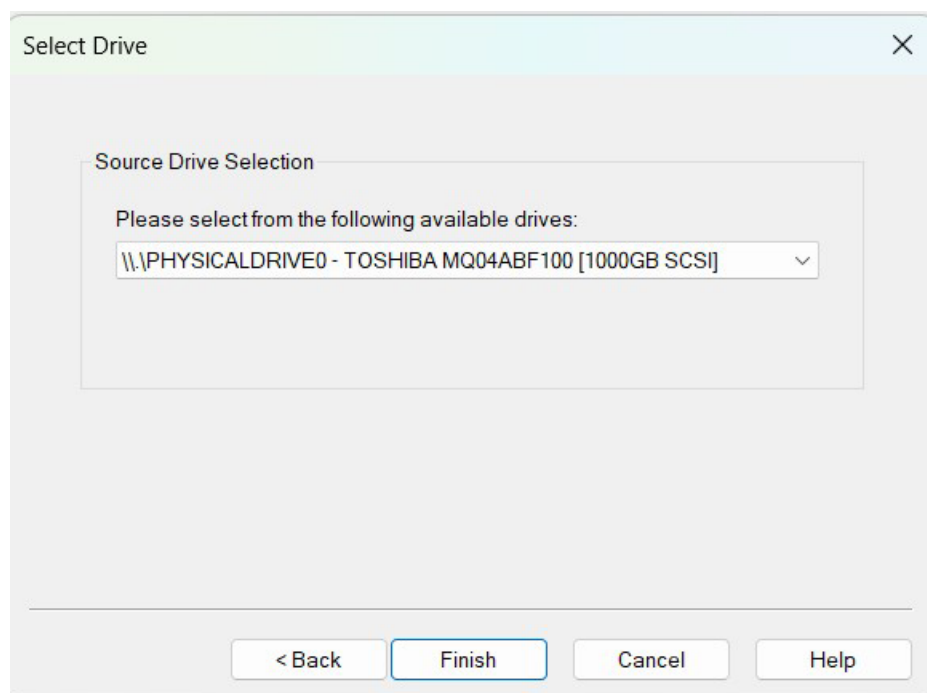 Select Drive
Source Drive Selection
Please select from the following available drives:
\\.\PHYSICALDRIVE0 - TOSHIBA MQ04ABF100 [1000GB SCSI]
< Back
Finish
Cancel
Help